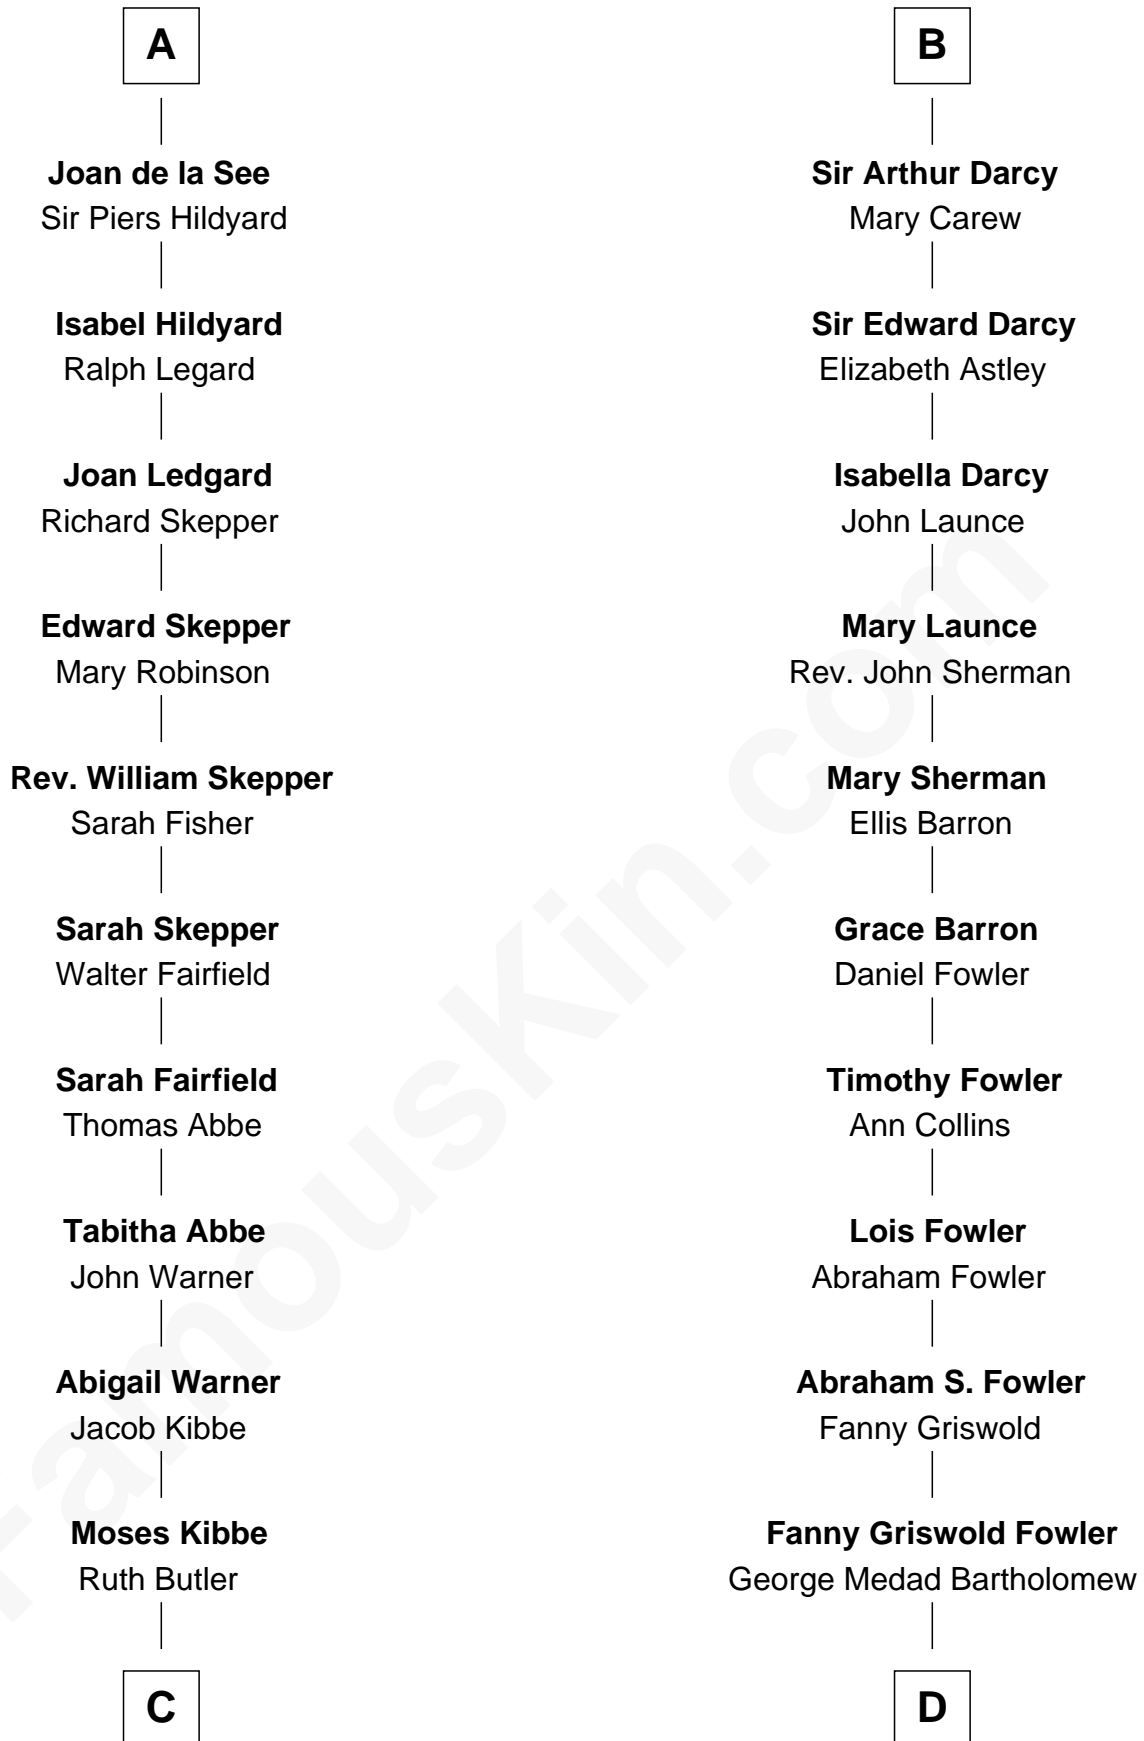 A
Joan de la See
Sir Piers Hildyard
Isabel Hildyard
Ralph Legard
Joan Ledgard
Richard Skepper
Edward Skepper
Mary Robinson
Rev. William Skepper
Sarah Fisher
Sarah Skepper
Walter Fairfield
Sarah Fairfield
Thomas Abbe
Tabitha Abbe
John Warner
Abigail Warner
Jacob Kibbe
Moses Kibbe
Ruth Butler
C
B
Sir Arthur Darcy
Mary Carew
Sir Edward Darcy
Elizabeth Astley
Isabella Darcy
John Launce
Mary Launce
Rev. John Sherman
Mary Sherman
Ellis Barron
Grace Barron
Daniel Fowler
Timothy Fowler
Ann Collins
Lois Fowler
Abraham Fowler
Abraham S. Fowler
Fanny Griswold
Fanny Griswold Fowler
George Medad Bartholomew
D
FamousKin.com